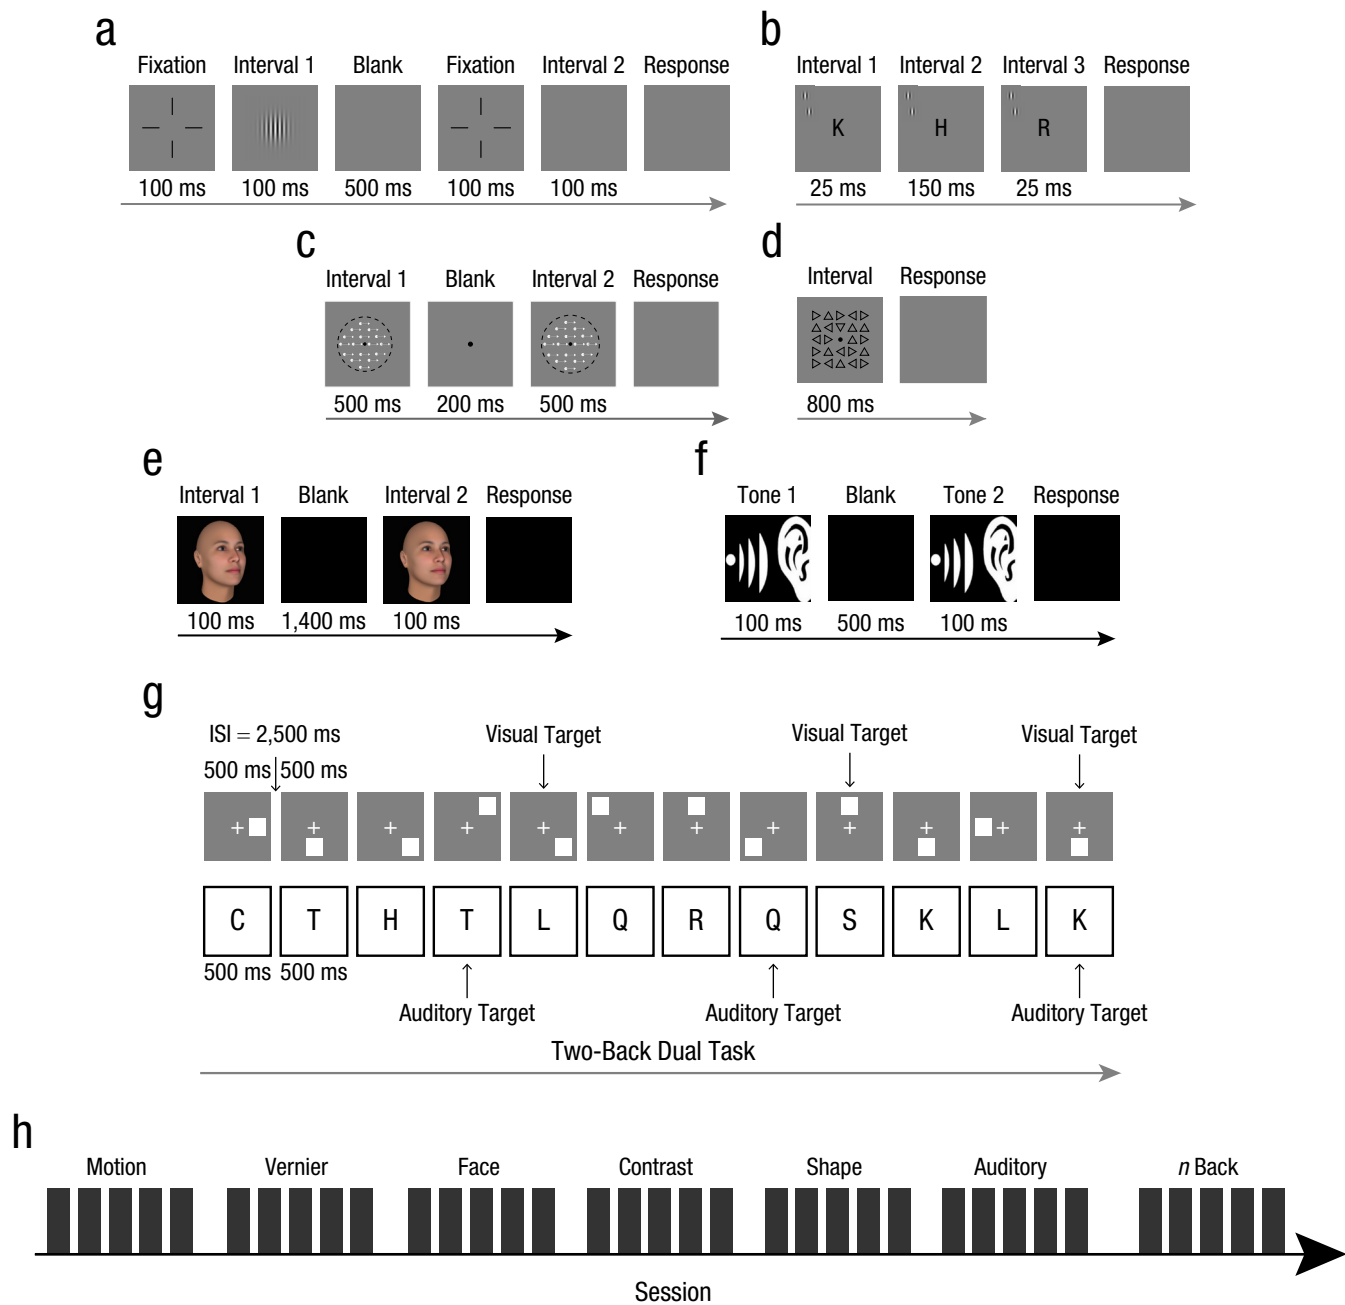 a
Fixation Interval 1 Blank Fixation Interval 2 Response
100 ms 100 ms 500 ms 100 ms 100 ms
b
Interval 1 Interval 2 Interval 3 Response
K H R
25 ms 150 ms 25 ms
c
Interval 1 Blank Interval 2 Response
500 ms 200 ms 500 ms
d
Interval Response
800 ms
e
Interval 1 Blank Interval 2 Response
100 ms 1,400 ms 100 ms
f
Tone 1 Blank Tone 2 Response
100 ms 500 ms 100 ms
g
ISI = 2,500 ms Visual Target Visual Target Visual Target
500 ms 500 ms
C T H T L Q R Q S K L K
500 ms 500 ms
Auditory Target Auditory Target Auditory Target
Two-Back Dual Task
h
Motion Vernier Face Contrast Shape Auditory n Back
Session